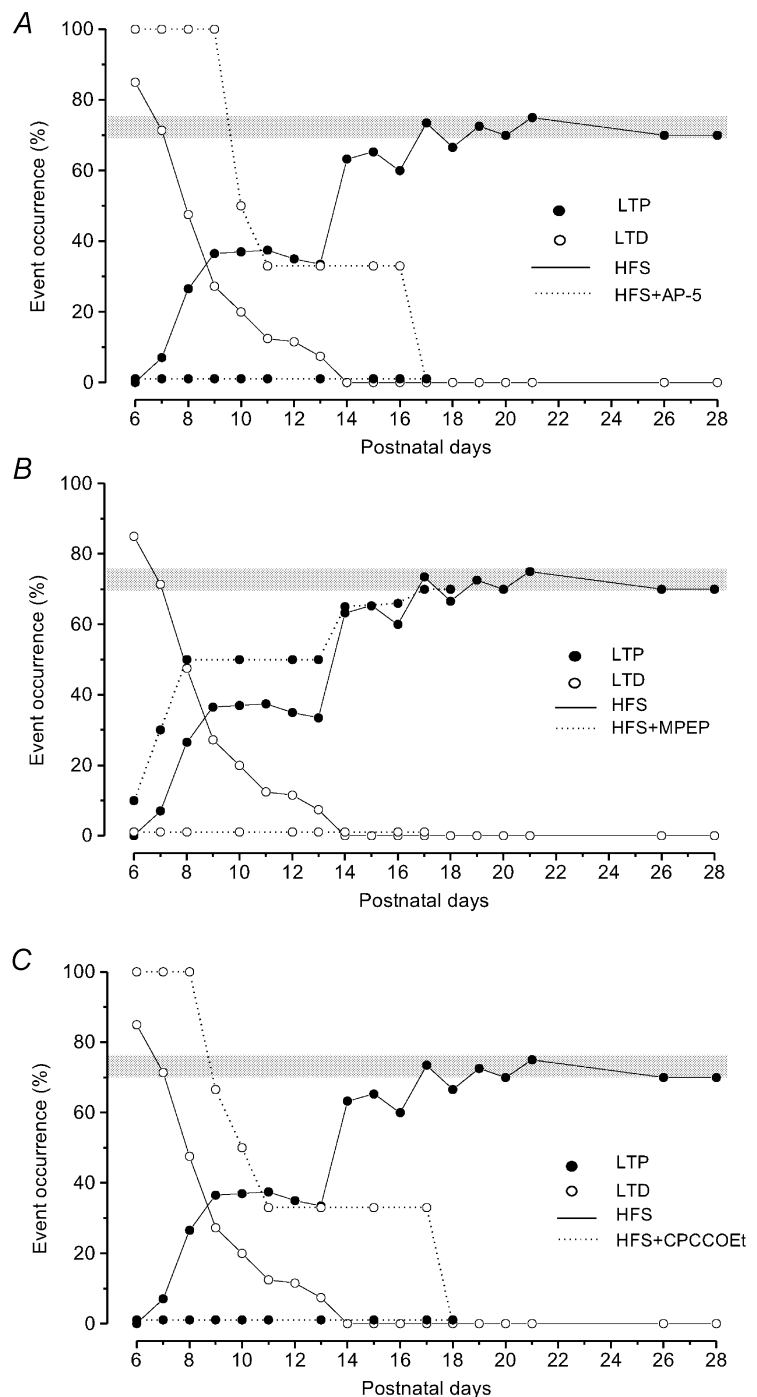 A
100
80
60
40
20
0
Event occurrence (%)
LTP
LTD
HFS
HFS+AP-5
6 8 10 12 14 16 18 20 22 24 26 28
Postnatal days
B
100
80
60
40
20
0
Event occurrence (%)
LTP
LTD
HFS
HFS+MPEP
6 8 10 12 14 16 18 20 22 24 26 28
Postnatal days
C
100
80
60
40
20
0
Event occurrence (%)
LTP
LTD
HFS
HFS+CPCCOEt
6 8 10 12 14 16 18 20 22 24 26 28
Postnatal days